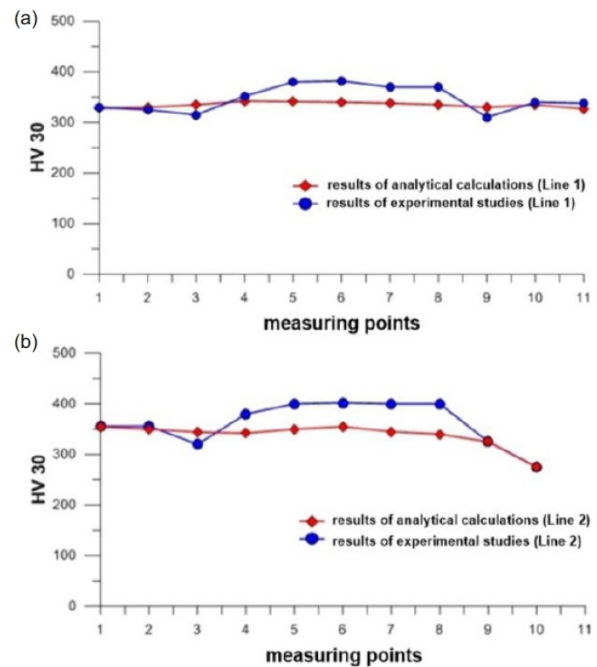 (a)
500
400
300
200
100
0
HV 30
results of analytical calculations (Line 1)
results of experimental studies (Line 1)
1 2 3 4 5 6 7 8 9 10 11
measuring points
(b)
500
400
300
200
100
0
HV 30
results of analytical calculations (Line 2)
results of experimental studies (Line 2)
1 2 3 4 5 6 7 8 9 10 11
measuring points